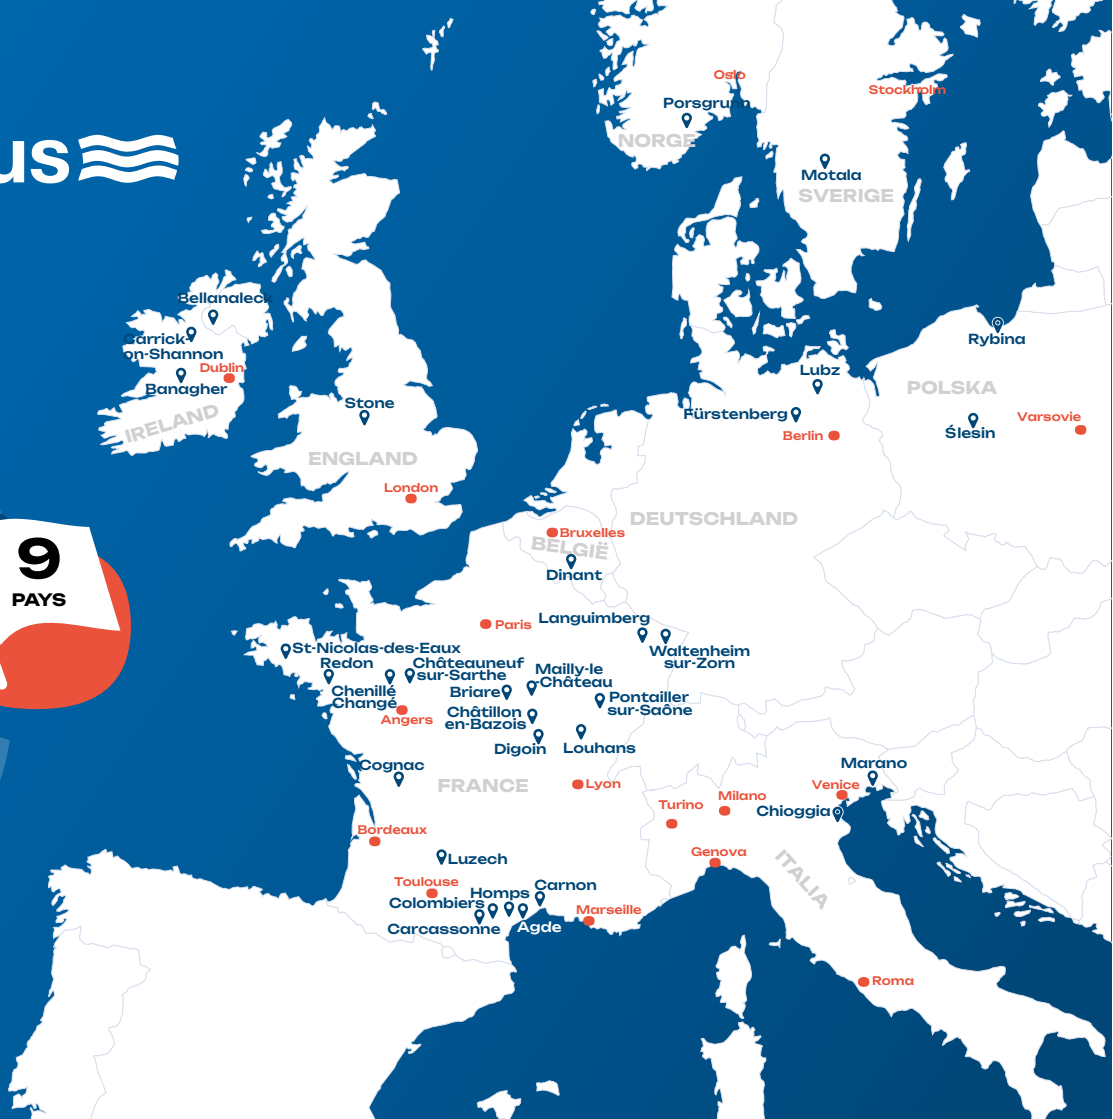 Oslo
Stockholm
Porsgrunn
NORGE
us
Motala
SVERIGE
Bellanaleck
Carrick-
on-Shannon
Dublin
Banagher
IRELAND
Rybina
Lubz
POLSKA
Stone
Fürstenberg
Berlin
Varsovie
Ślesin
ENGLAND
London
DEUTSCHLAND
Bruxelles
BELGIË
Dinant
9
PAYS
Paris
Languimberg
Waltenheim
sur-Zorn
St-Nicolas-des-Eaux
Redon
Châteauneuf
sur-Sarthe
Mailly-le
-Château
Chenillé
Changé
Briare
Pontailler
sur-Saône
Angers
Châtillon
en-Bazois
Digoin
Louhans
Cognac
FRANCE
Lyon
Marano
Venice
Turino
Milano
Chioggia
Bordeaux
Genova
Luzech
ITALIA
Toulouse
Homps
Carnon
Colombiers
Marseille
Carcassonne
Agde
Roma